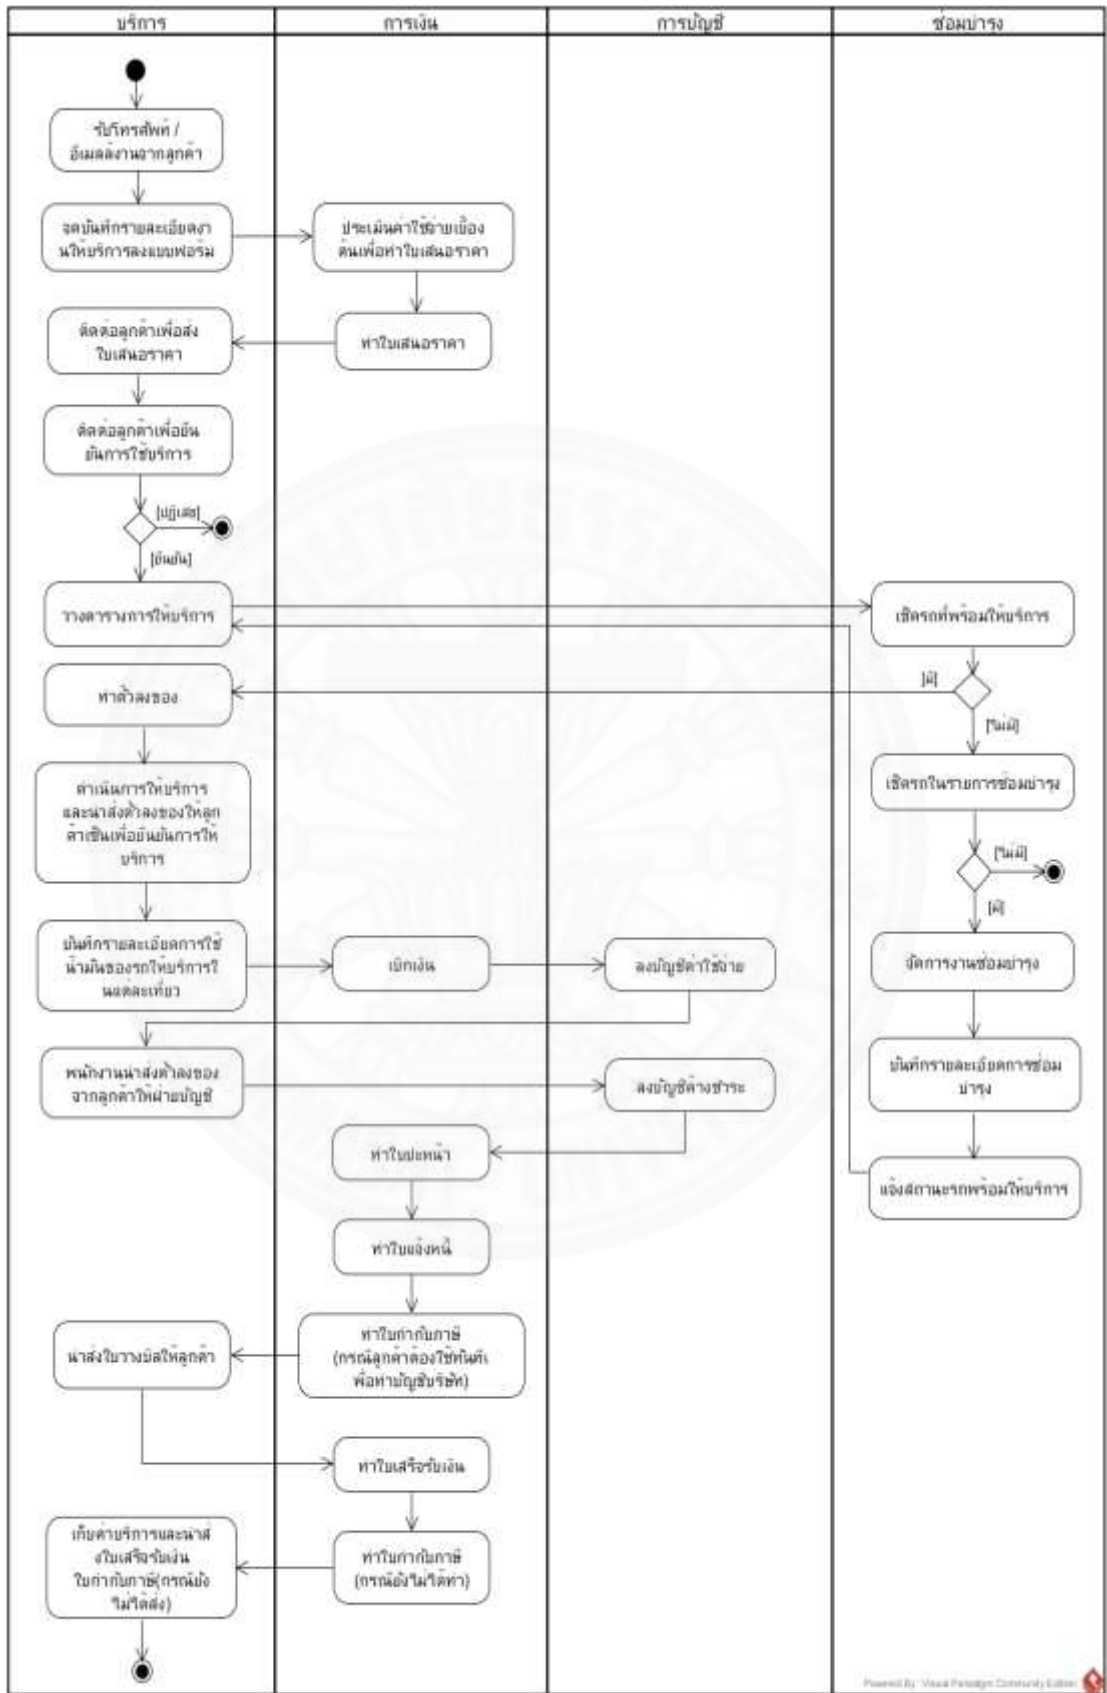 บริการ
การเงิน
การบัญชี
ซ่อมบำรุง
รับโทรศัพท์ /
อีเมลล์งานจากลูกค้า
จดบันทึกรายละเอียดงา
นให้บริการลงแบบฟอร์ม
ประเมินค่าใช้จ่ายเบื้อง
ต้นเพื่อทำใบเสนอราคา
ติดต่อลูกค้าเพื่อส่ง
ใบเสนอราคา
ทำใบเสนอราคา
ติดต่อลูกค้าเพื่อยืน
ยันการใช้บริการ
[ปฏิเสธ]
[ยืนยัน]
วางตารางการให้บริการ
เช็ครถที่พร้อมให้บริการ
ทำตั๋วลงของ
[มี]
[ไม่มี]
ดำเนินการให้บริการ
และนำส่งตั๋วลงของให้ลูก
ค้าเซ็นเพื่อยืนยันการให้
บริการ
เช็ครถในรายการซ่อมบำรุง
[ไม่มี]
[มี]
บันทึกรายละเอียดการใช้
น้ำมันของรถให้บริการใ
นแต่ละเที่ยว
เบิกเงิน
ลงบัญชีค่าใช้จ่าย
จัดการงานซ่อมบำรุง
พนักงานนำส่งตั๋วลงของ
จากลูกค้าให้ฝ่ายบัญชี
ลงบัญชีค้างชำระ
บันทึกรายละเอียดการซ่อม
บำรุง
ทำใบปะหน้า
แจ้งสถานะรถพร้อมให้บริการ
ทำใบแจ้งหนี้
นำส่งใบวางบิลให้ลูกค้า
ทำใบกำกับภาษี
(กรณีลูกค้าต้องใช้ทันทีเ
พื่อทำบัญชีบริษัท)
ทำใบเสร็จรับเงิน
เก็บค่าบริการและนำส่
งใบเสร็จรับเงิน
ใบกำกับภาษี(กรณียัง
ไม่ได้ส่ง)
ทำใบกำกับภาษี
(กรณียังไม่ได้ทำ)
Powered By : Visual Paradigm Community Edition